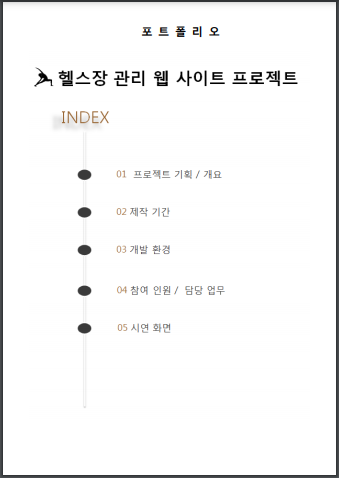 포 트 폴 리 오
헬스장 관리 웹 사이트 프로젝트
INDEX
01 프로젝트 기획 / 개요
02 제작 기간
03 개발 환경
04 참여 인원 / 담당 업무
05 시연 화면